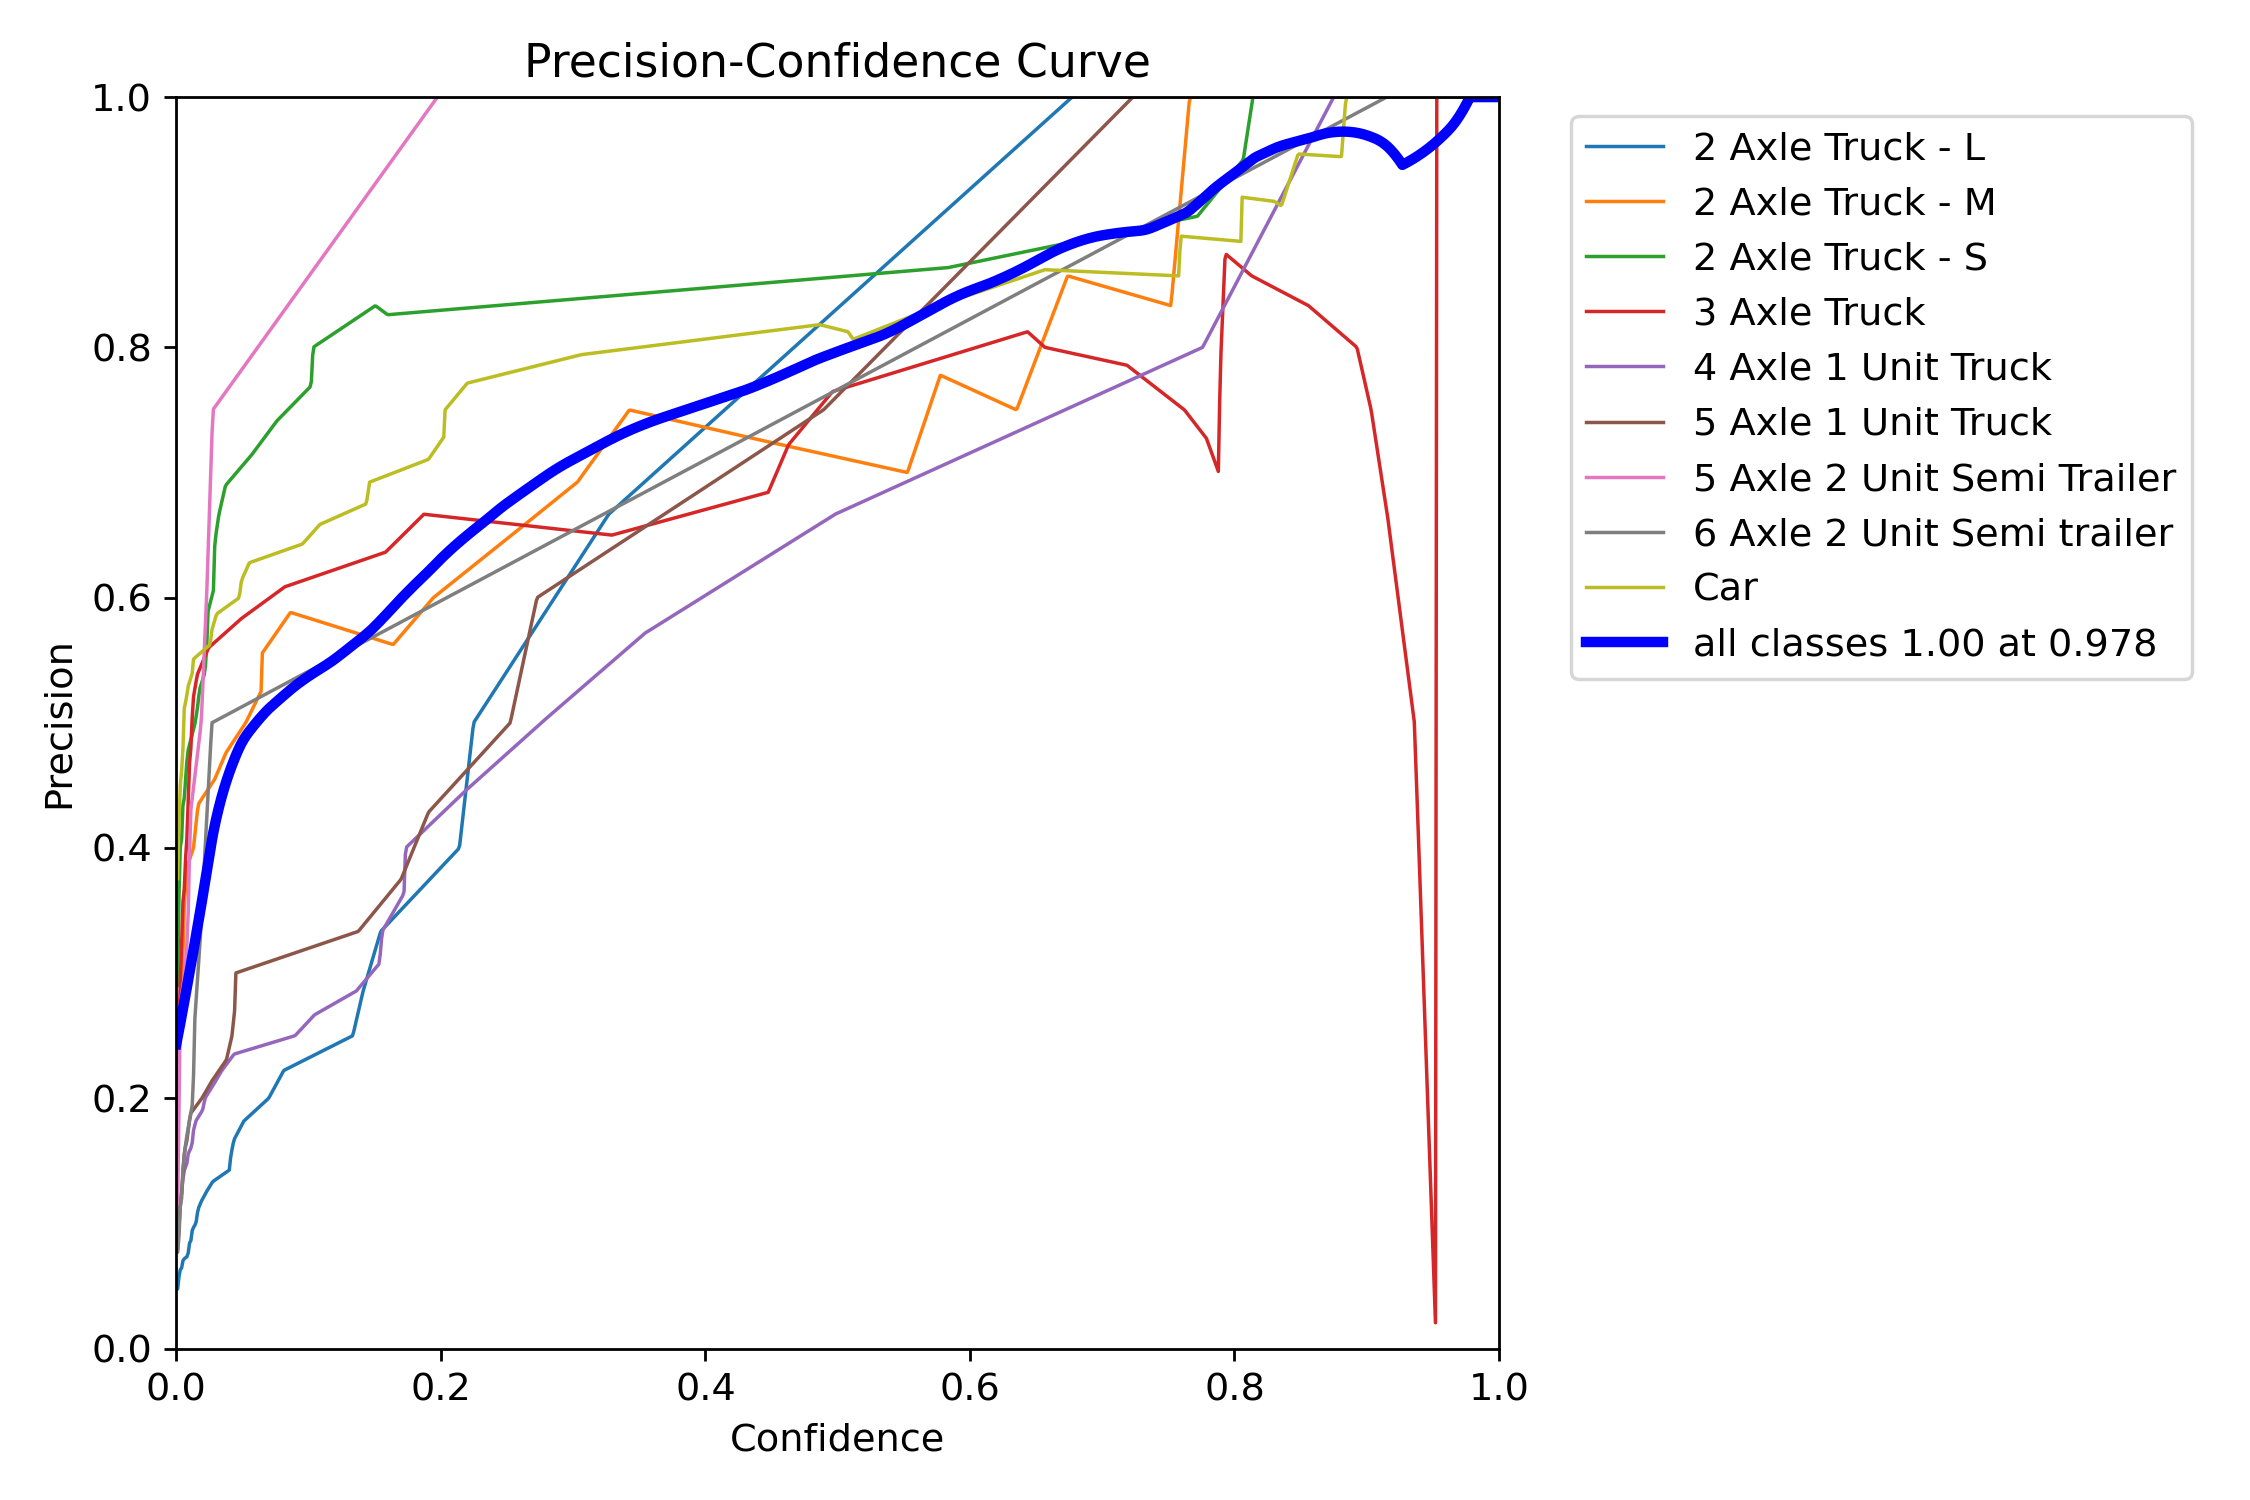 Precision-Confidence Curve
1.0
0.8
0.6
0.4
0.2
0.0
Precision
0.0 0.2 0.4 0.6 0.8 1.0
Confidence
2 Axle Truck - L
2 Axle Truck - M
2 Axle Truck - S
3 Axle Truck
4 Axle 1 Unit Truck
5 Axle 1 Unit Truck
5 Axle 2 Unit Semi Trailer
6 Axle 2 Unit Semi trailer
Car
all classes 1.00 at 0.978